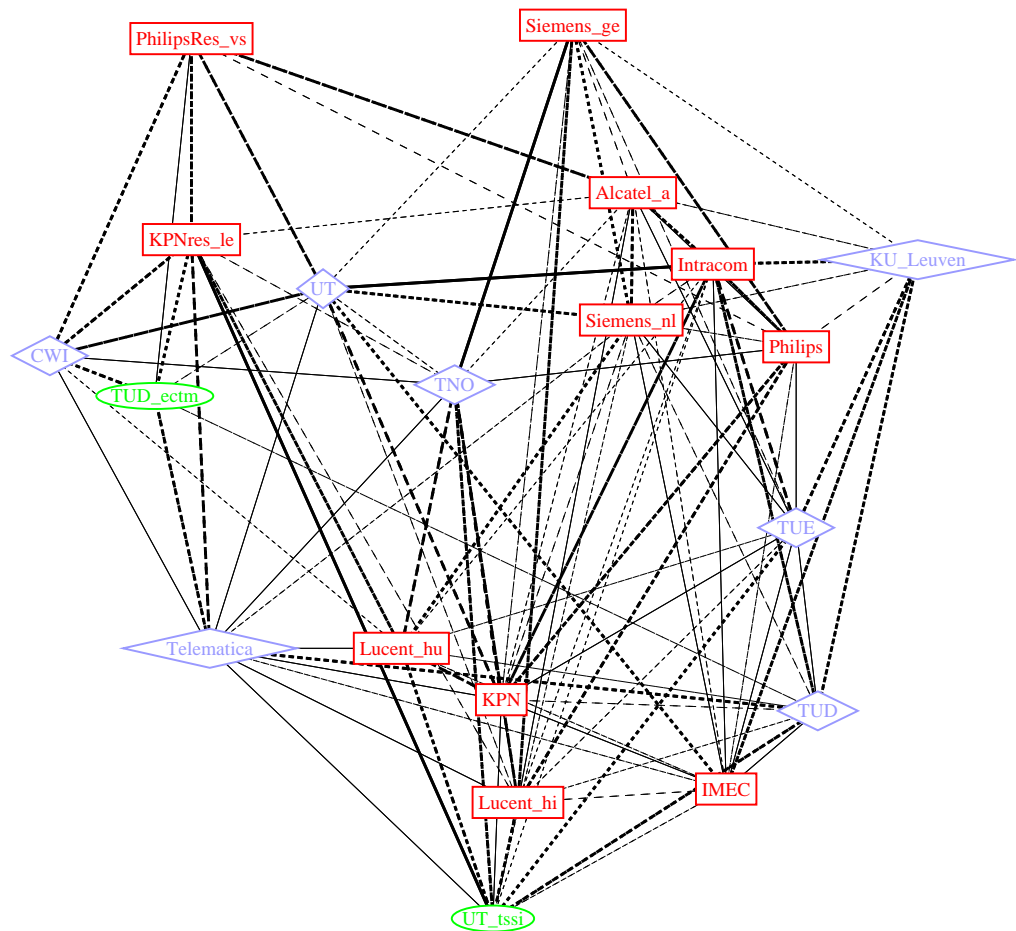 Siemens_ge
PhilipsRes_vs
Alcatel_a
KPNres_le
KU_Leuven
Intracom
UT
Siemens_nl
Philips
CWI
TNO
TUD_ectm
TUE
Telematica
Lucent_hu
KPN
TUD
IMEC
Lucent_hi
UT_tssi